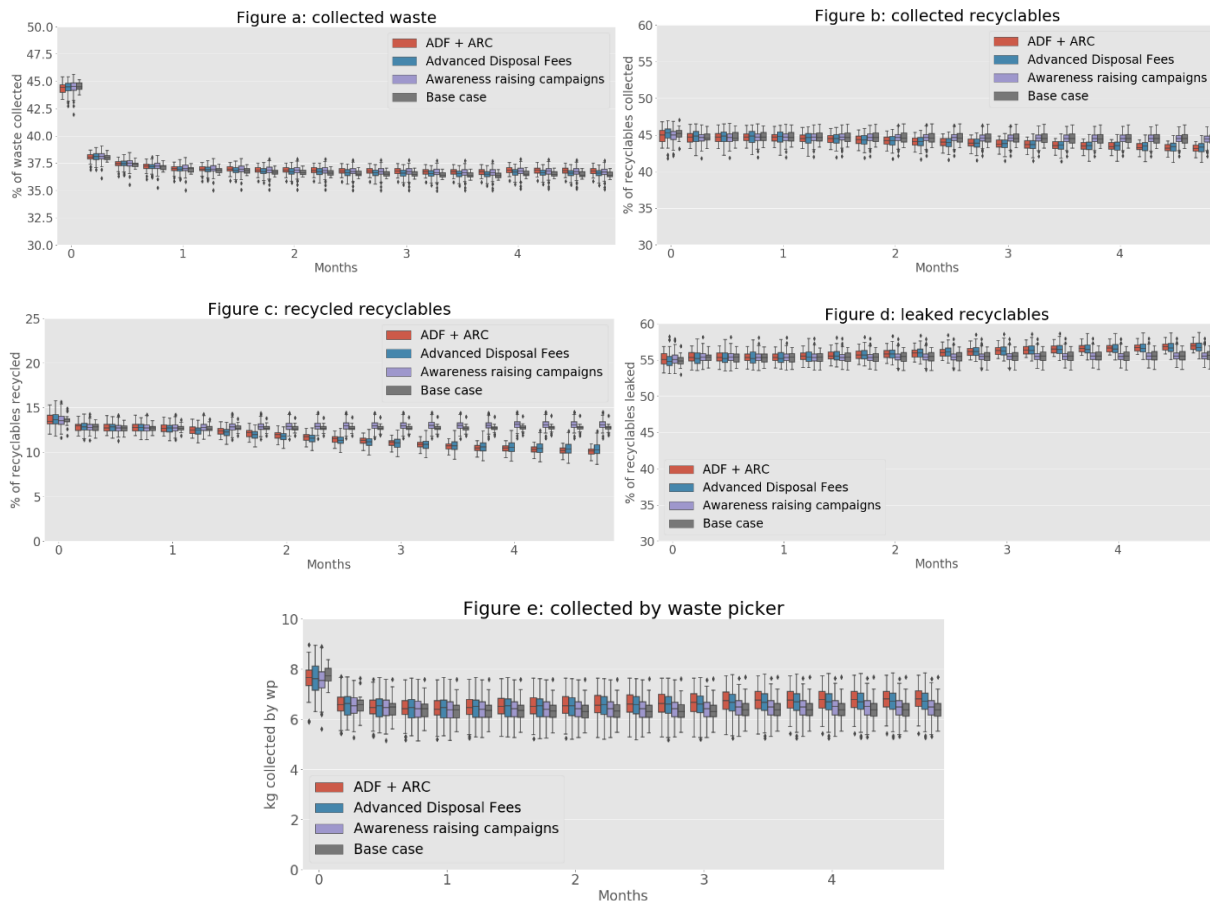 Figure a: collected waste
% of waste collected
50.0
47.5
45.0
42.5
40.0
37.5
35.0
32.5
30.0
ADF + ARC
Advanced Disposal Fees
Awareness raising campaigns
Base case
0 1 2 3 4
Months
Figure b: collected recyclables
% of recyclables collected
60
55
50
45
40
35
30
ADF + ARC
Advanced Disposal Fees
Awareness raising campaigns
Base case
0 1 2 3 4
Months
Figure c: recycled recyclables
% of recyclables recycled
25
20
15
10
5
0
ADF + ARC
Advanced Disposal Fees
Awareness raising campaigns
Base case
0 1 2 3 4
Months
Figure d: leaked recyclables
% of recyclables leaked
60
55
50
45
40
35
30
ADF + ARC
Advanced Disposal Fees
Awareness raising campaigns
Base case
0 1 2 3 4
Months
Figure e: collected by waste picker
kg collected by wp
10
8
6
4
2
0
ADF + ARC
Advanced Disposal Fees
Awareness raising campaigns
Base case
0 1 2 3 4
Months